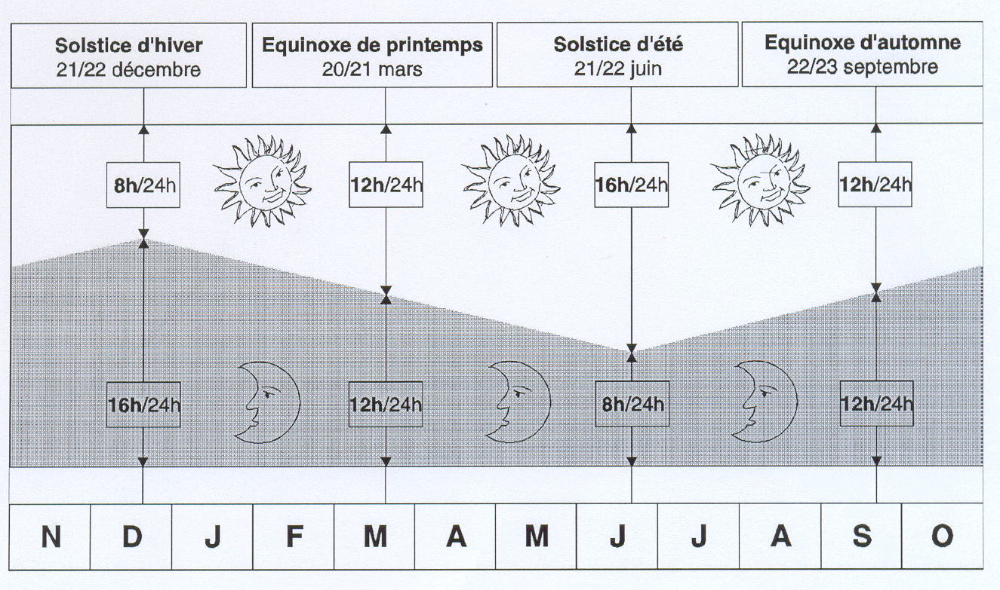 Solstice d'hiver
21/22 décembre
Equinoxe de printemps
20/21 mars
Solstice d'été
21/22 juin
Equinoxe d'automne
22/23 septembre
8h/24h
12h/24h
16h/24h
12h/24h
16h/24h
12h/24h
8h/24h
12h/24h
N D J F M A M J J A S O